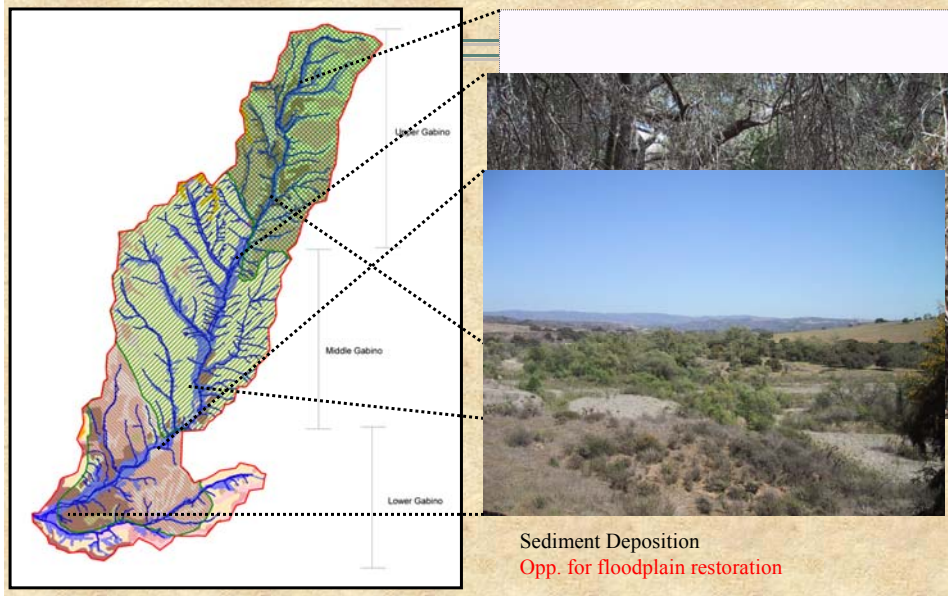 Upper Gabino
Middle Gabino
Lower Gabino
Sediment Deposition
Opp. for floodplain restoration